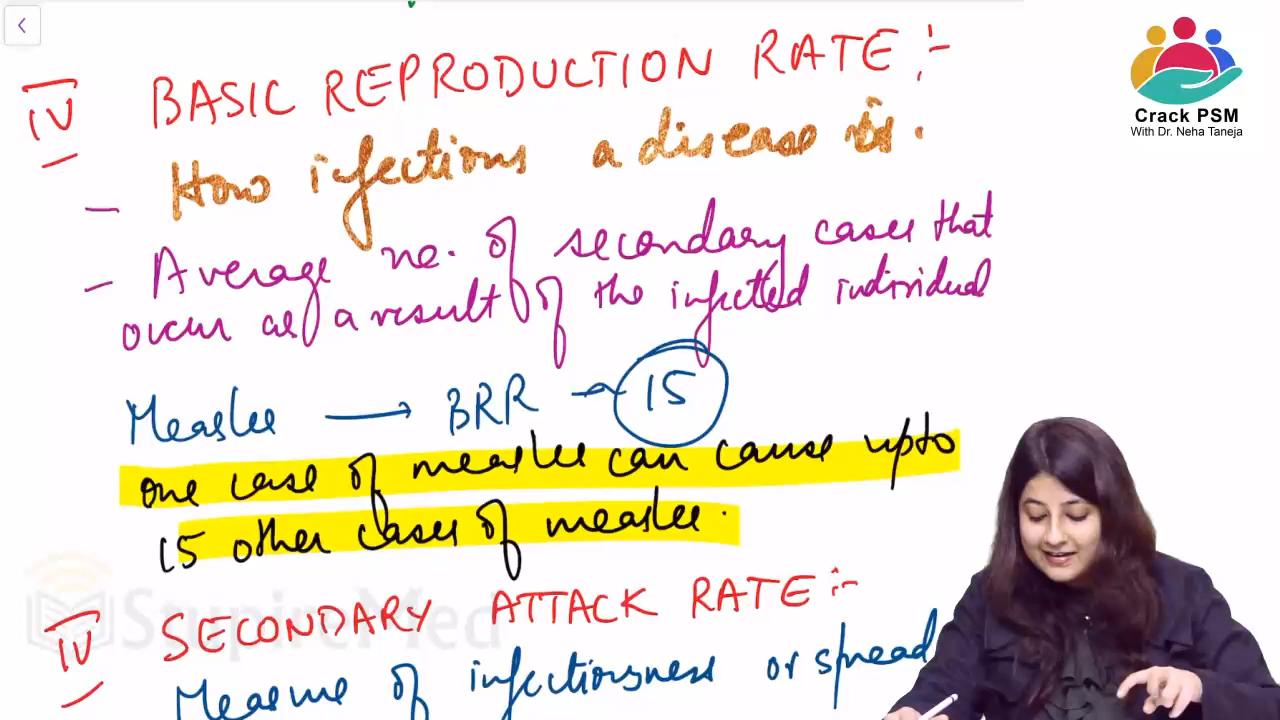 IV BASIC REPRODUCTION RATE :-
- How infectious a disease is.
- Average no. of secondary cases that
occur as a result of the infected individual
Measles → BRR → 15
one case of measles can cause upto
15 other cases of measles.
IV SECONDARY ATTACK RATE :-
Measure of infectiousness or spread
Crack PSM
With Dr. Neha Taneja
StupireMed